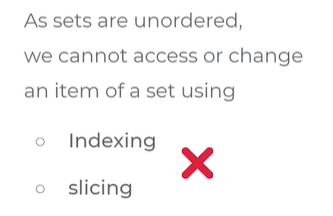 As sets are unordered,
we cannot access or change
an item of a set using
Indexing
slicing